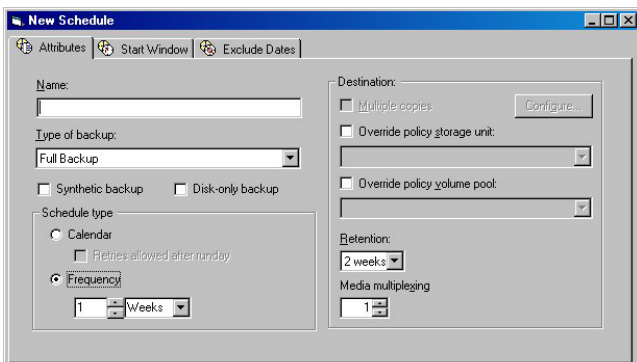 New Schedule
Attributes
Start Window
Exclude Dates
Name:
Type of backup:
Full Backup
Synthetic backup
Disk-only backup
Schedule type
Calendar
Retries allowed after runday
Frequency
1
Weeks
Destination:
Multiple copies
Configure...
Override policy storage unit:
Override policy volume pool:
Retention:
2 weeks
Media multiplexing
1